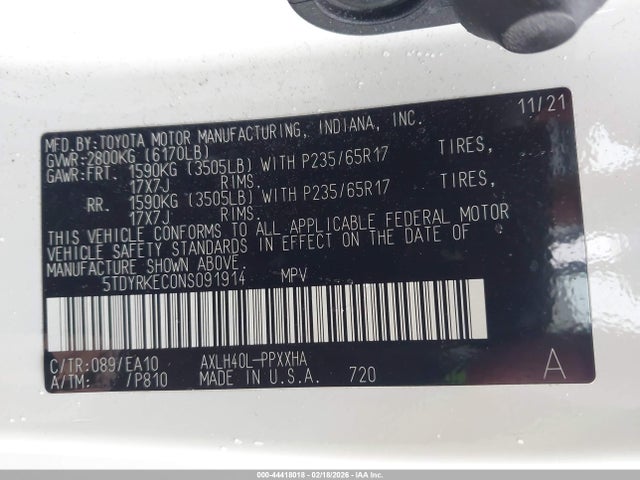 11/21
MFD.BY:TOYOTA MOTOR MANUFACTURING, INDIANA, INC.
GVWR:2800KG (6170LB)
GAWR:FRT. 1590KG (3505LB) WITH P235/65R17 TIRES,
17X7J RIMS.
RR. 1590KG (3505LB) WITH P235/65R17 TIRES,
17X7J RIMS.
THIS VEHICLE CONFORMS TO ALL APPLICABLE FEDERAL MOTOR
VEHICLE SAFETY STANDARDS IN EFFECT ON THE DATE OF
MANUFACTURE SHOWN ABOVE.
5TDYRKEC0NS091914 MPV
C/TR:089/EA10 AXLH40L-PPXXHA
A/TM: /P810 MADE IN U.S.A. 720
A
000-44418018 - 02/18/2026 - Copyright © IAA, Inc.